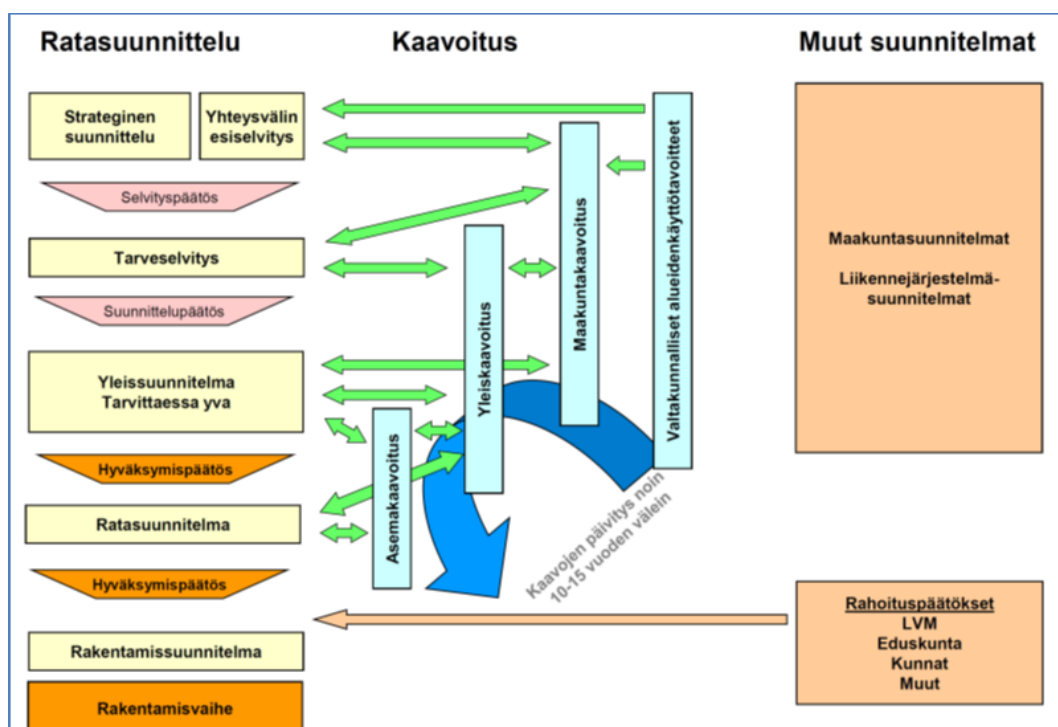 Ratasuunnittelu
Kaavoitus
Muut suunnitelmat
Strateginen
suunnittelu
Yhteysvälin
esiselvitys
Selvityspäätös
Tarveselvitys
Suunnittelupäätös
Yleissuunnitelma
Tarvittaessa yva
Hyväksymispäätös
Ratasuunnitelma
Hyväksymispäätös
Rakentamissuunnitelma
Rakentamisvaihe
Asemakaavoitus
Yleiskaavoitus
Maakuntakaavoitus
Valtakunnalliset alueidenkäyttötavoitteet
Kaavojen päivitys noin
10-15 vuoden välein
Maakuntasuunnitelmat
Liikennejärjestelmä-
suunnitelmat
Rahoituspäätökset
LVM
Eduskunta
Kunnat
Muut